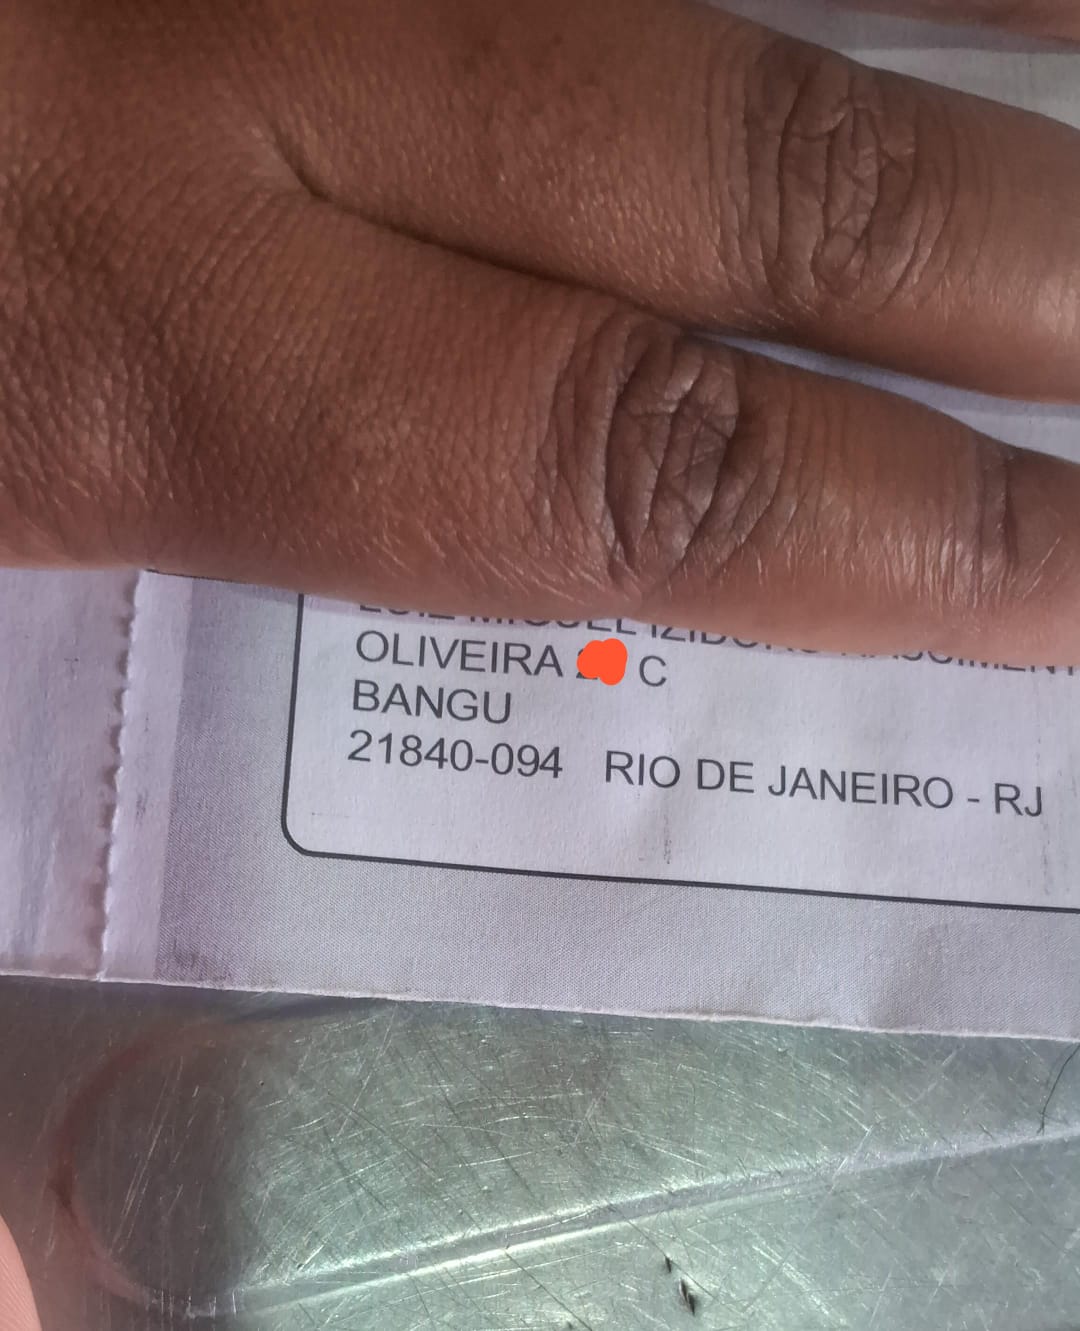 OLIVEIRA C
BANGU
21840-094 RIO DE JANEIRO - RJ